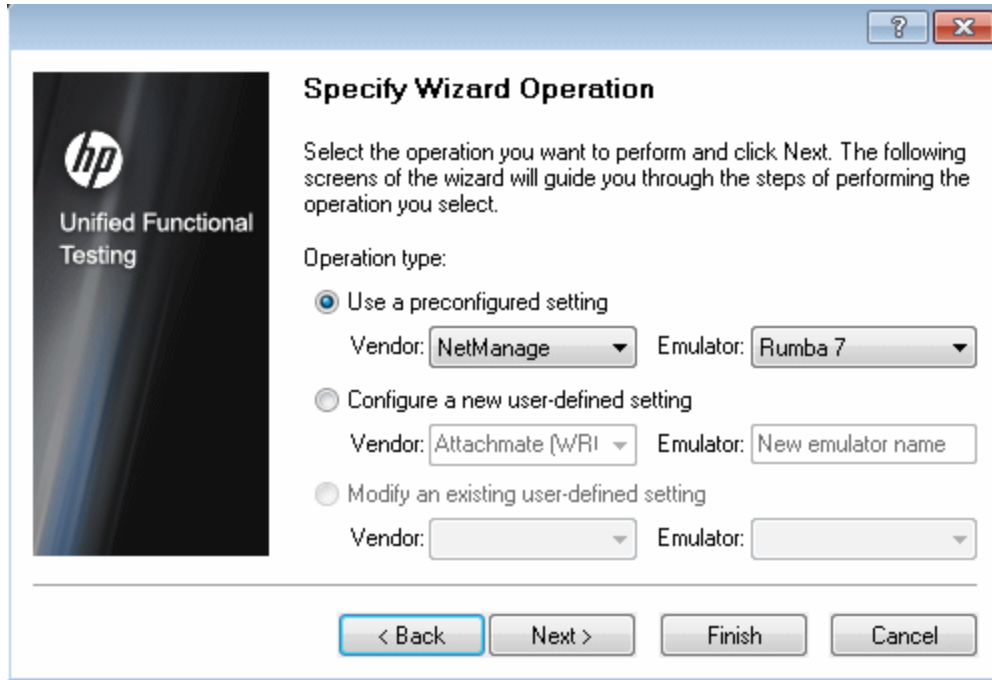 ?
X
Specify Wizard Operation
hp
Unified Functional
Testing
Select the operation you want to perform and click Next. The following
screens of the wizard will guide you through the steps of performing the
operation you select.
Operation type:
Use a preconfigured setting
Vendor: NetManage Emulator: Rumba 7
Configure a new user-defined setting
Vendor: Attachmate (WR Emulator: New emulator name
Modify an existing user-defined setting
Vendor: Emulator:
< Back Next > Finish Cancel